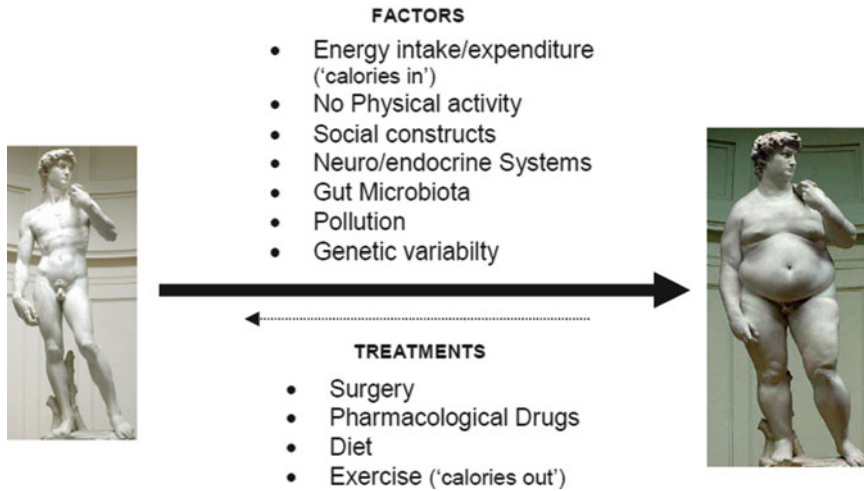 FACTORS
• Energy intake/expenditure
(‘calories in’)
• No Physical activity
• Social constructs
• Neuro/endocrine Systems
• Gut Microbiota
• Pollution
• Genetic variabilty
TREATMENTS
• Surgery
• Pharmacological Drugs
• Diet
• Exercise (‘calories out’)